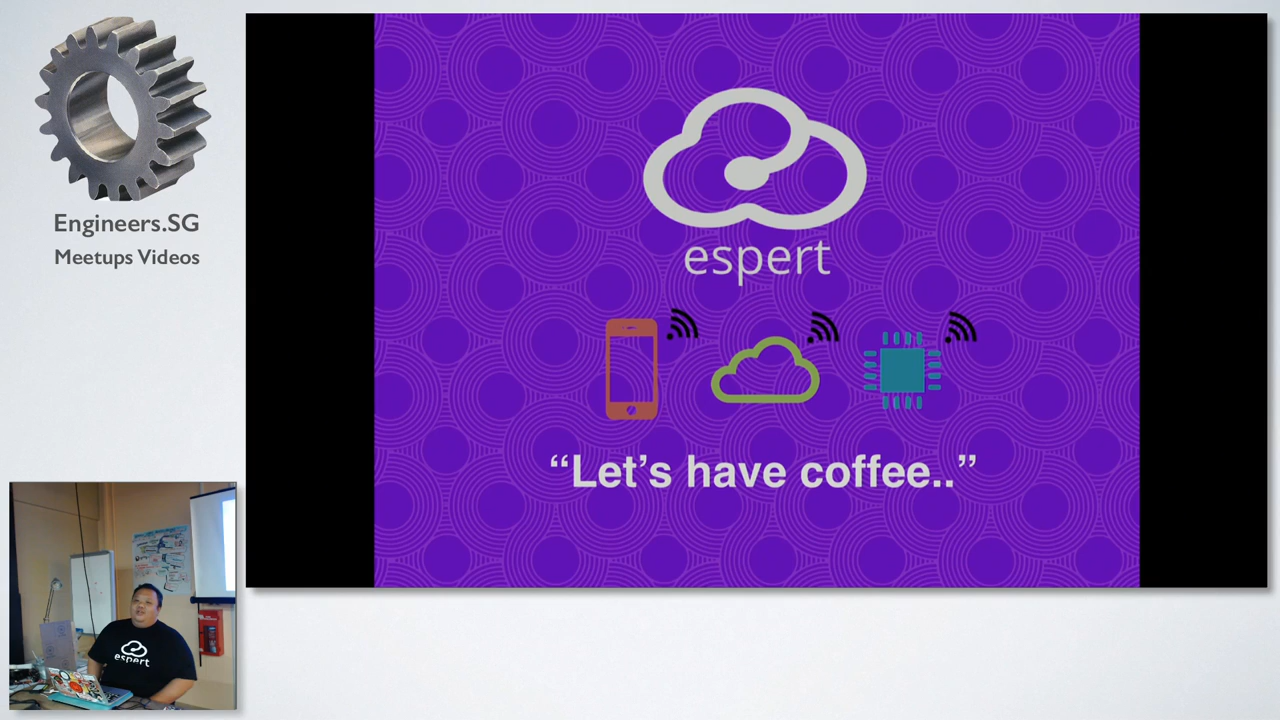 Engineers.SG
Meetups Videos
espert
“Let’s have coffee..”
espert